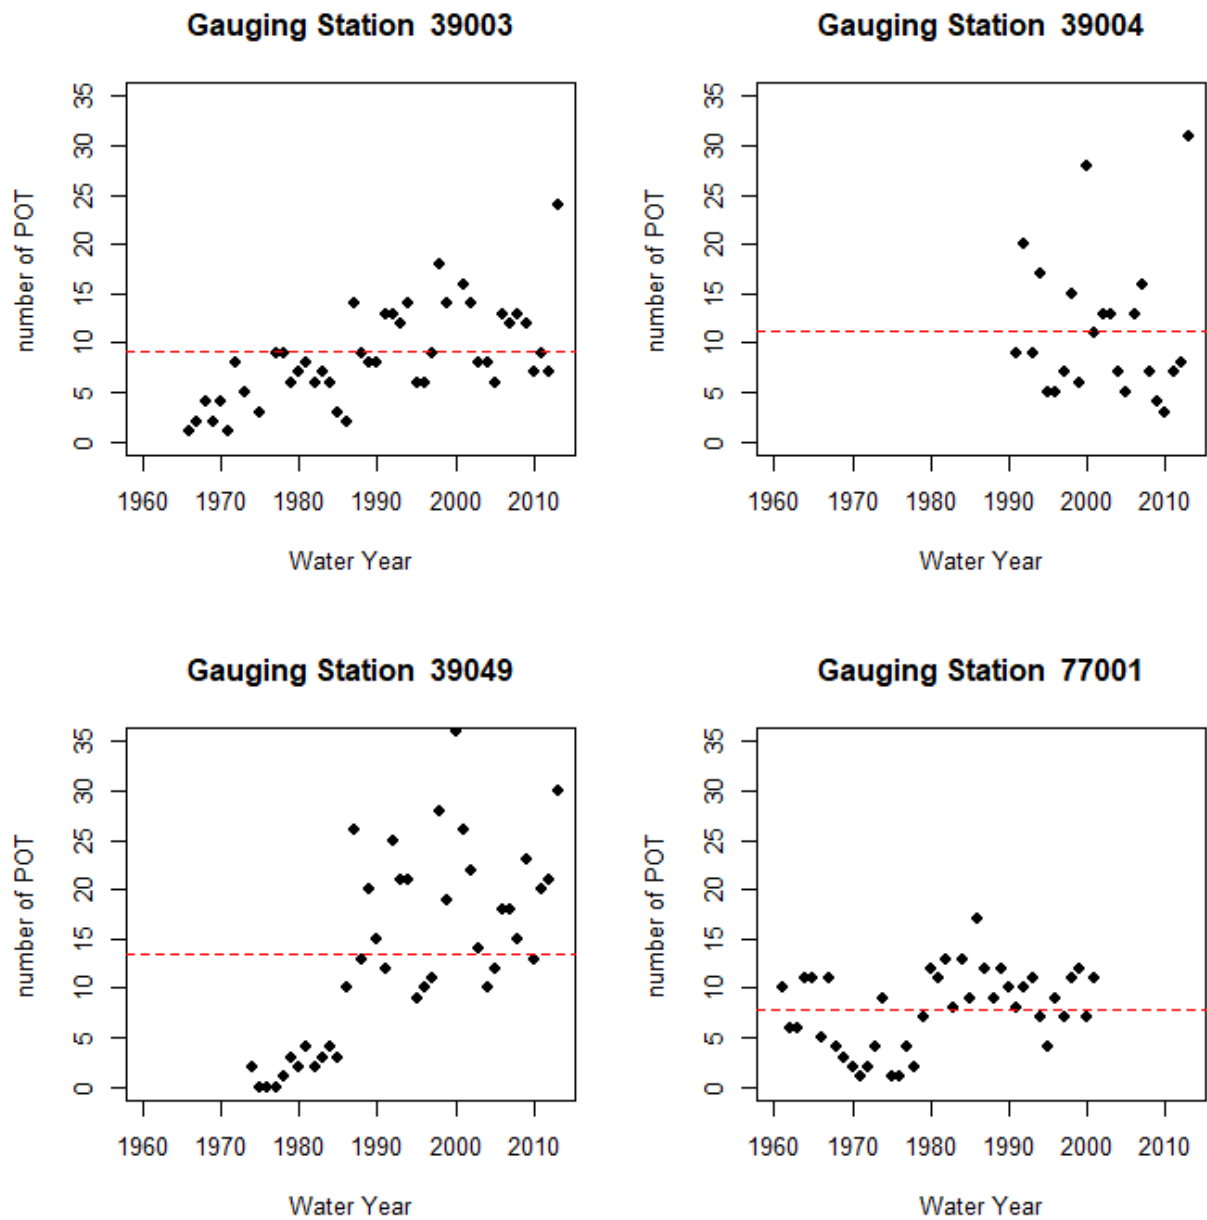 Gauging Station 39003
number of POT
35
30
25
20
15
10
5
0
1960 1970 1980 1990 2000 2010
Water Year
Gauging Station 39004
number of POT
35
30
25
20
15
10
5
0
1960 1970 1980 1990 2000 2010
Water Year
Gauging Station 39049
number of POT
35
30
25
20
15
10
5
0
1960 1970 1980 1990 2000 2010
Water Year
Gauging Station 77001
number of POT
35
30
25
20
15
10
5
0
1960 1970 1980 1990 2000 2010
Water Year